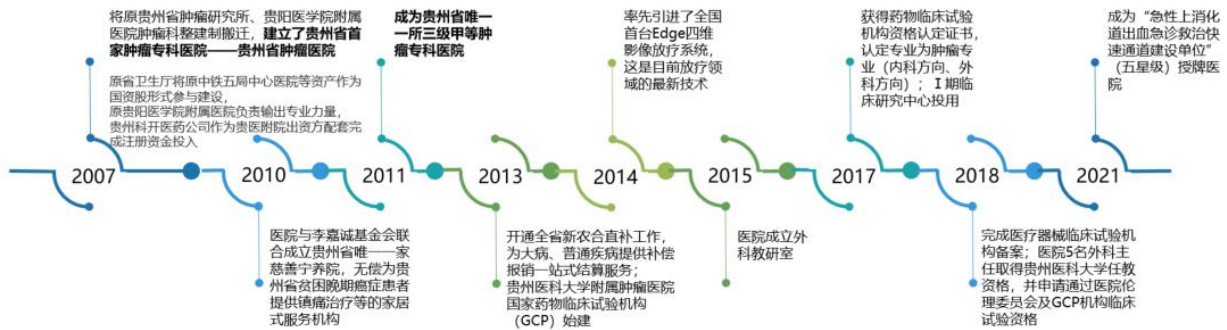 将原贵州省肿瘤研究所、贵阳医学院附属
医院肿瘤科整建制搬迁，建立了贵州省首
家肿瘤专科医院——贵州省肿瘤医院
原省卫生厅将原中铁五局中心医院等资产作为
国资股形式参与建设，
原贵阳医学院附属医院负责输出专业力量，
贵州科开医药公司作为贵医附院出资方配套完
成注册资金投入
成为贵州省唯一
一所三级甲等肿
瘤专科医院
率先引进了全国
首台Edge四维
影像放疗系统，
这是目前放疗领
域的最新技术
获得药物临床试验
机构资格认定证书，
认定专业为肿瘤专
业（内科方向、外
科方向）；Ⅰ期临
床研究中心投用
成为“急性上消化
道出血急诊救治快
速通道建设单位”
（五星级）授牌医
院
2007
2010
2011
2013
2014
2015
2017
2018
2021
医院与李嘉诚基金会联
合成立贵州省唯一一家
慈善宁养院，无偿为贵
州省贫困晚期癌症患者
提供镇痛治疗等的家居
式服务机构
开通全省新农合直补工作，
为大病、普通疾病提供补偿
报销一站式结算服务；
贵州医科大学附属肿瘤医院
国家药物临床试验机构
（GCP）始建
医院成立外
科教研室
完成医疗器械临床试验机
构备案；医院5名外科主
任取得贵州医科大学任教
资格，并申请通过医院伦
理委员会及GCP机构临床
试验资格